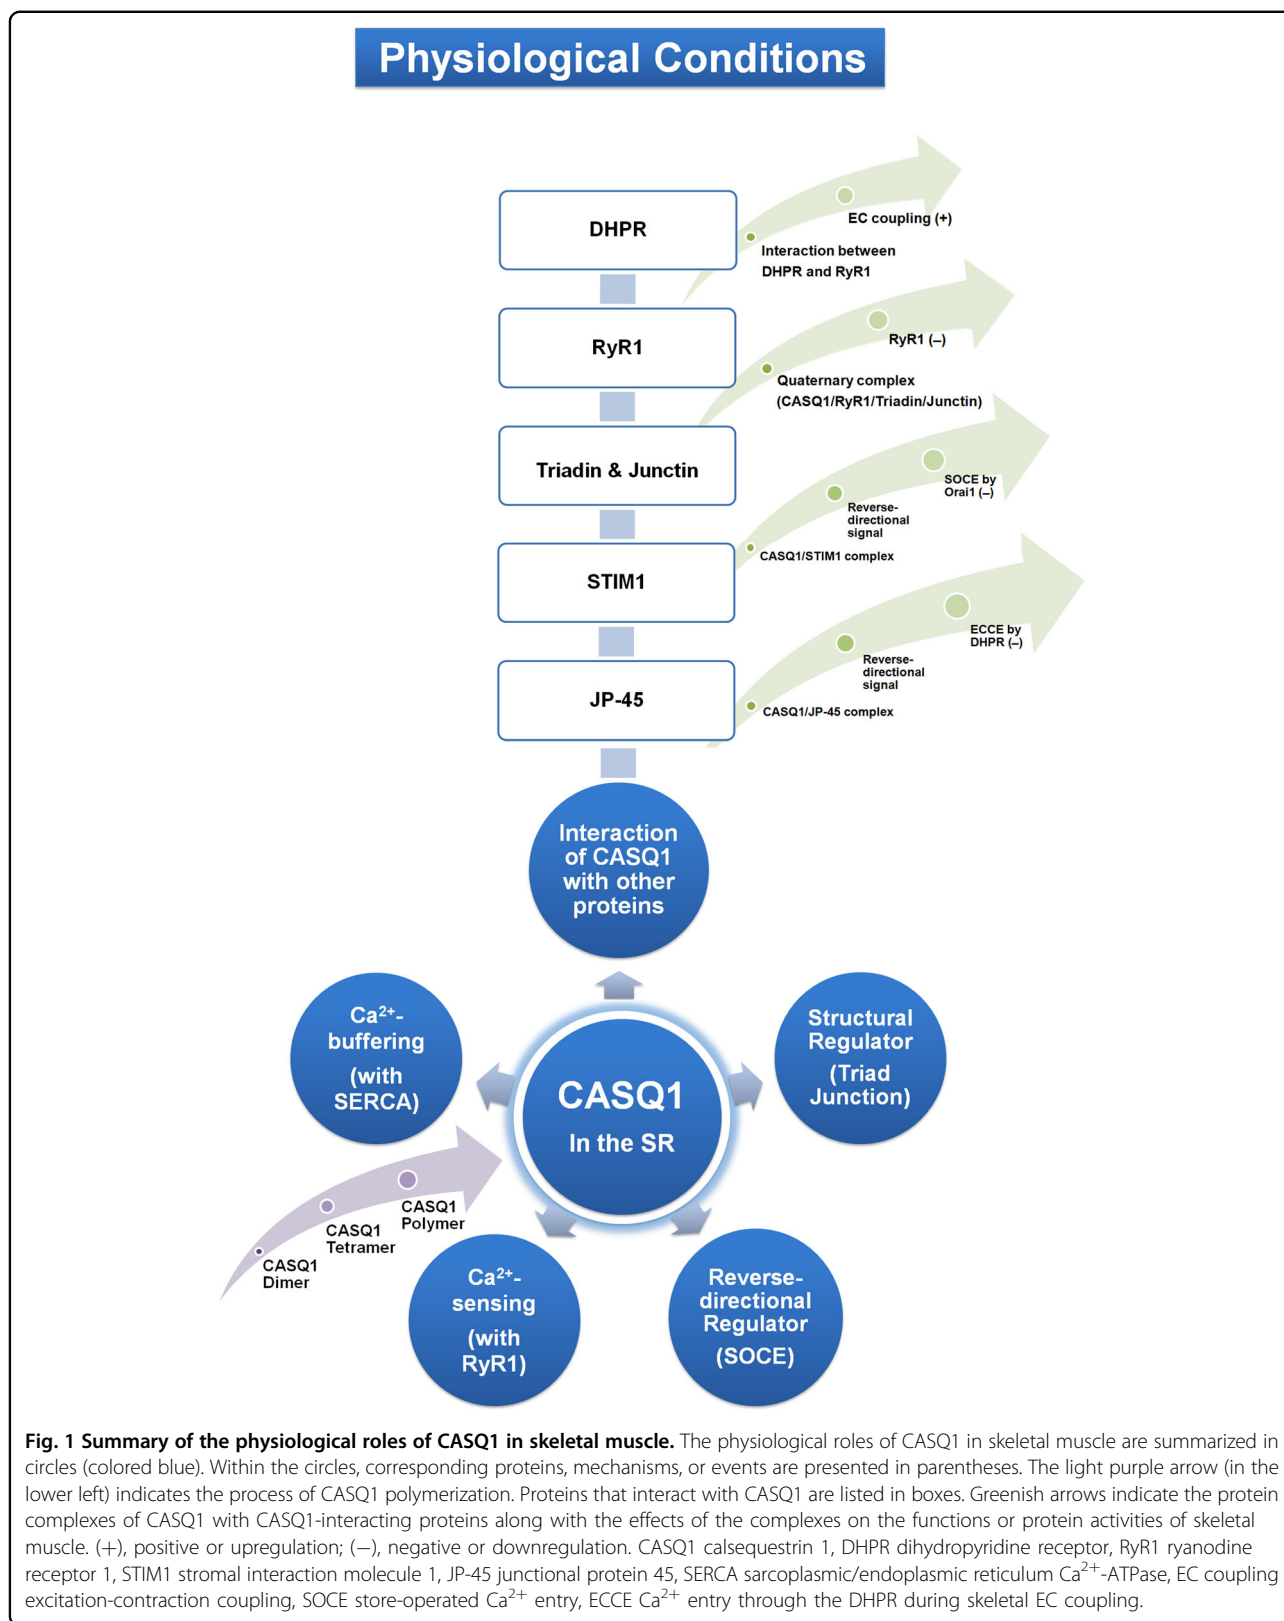 Physiological Conditions
DHPR
EC coupling (+)
Interaction between
DHPR and RyR1
RyR1
RyR1 (–)
Quaternary complex
(CASQ1/RyR1/Triadin/Junctin)
Triadin & Junctin
SOCE by
Orai1 (–)
Reverse-
directional
signal
CASQ1/STIM1 complex
STIM1
ECCE by
DHPR (–)
Reverse-
directional
signal
CASQ1/JP-45 complex
JP-45
Interaction
of CASQ1
with other
proteins
Ca²⁺-
buffering
(with
SERCA)
Structural
Regulator
(Triad
Junction)
CASQ1
In the SR
CASQ1
Polymer
CASQ1
Tetramer
CASQ1
Dimer
Ca²⁺-
sensing
(with
RyR1)
Reverse-
directional
Regulator
(SOCE)
Fig. 1 Summary of the physiological roles of CASQ1 in skeletal muscle. The physiological roles of CASQ1 in skeletal muscle are summarized in
circles (colored blue). Within the circles, corresponding proteins, mechanisms, or events are presented in parentheses. The light purple arrow (in the
lower left) indicates the process of CASQ1 polymerization. Proteins that interact with CASQ1 are listed in boxes. Greenish arrows indicate the protein
complexes of CASQ1 with CASQ1-interacting proteins along with the effects of the complexes on the functions or protein activities of skeletal
muscle. (+), positive or upregulation; (−), negative or downregulation. CASQ1 calsequestrin 1, DHPR dihydropyridine receptor, RyR1 ryanodine
receptor 1, STIM1 stromal interaction molecule 1, JP-45 junctional protein 45, SERCA sarcoplasmic/endoplasmic reticulum Ca²⁺-ATPase, EC coupling
excitation-contraction coupling, SOCE store-operated Ca²⁺ entry, ECCE Ca²⁺ entry through the DHPR during skeletal EC coupling.